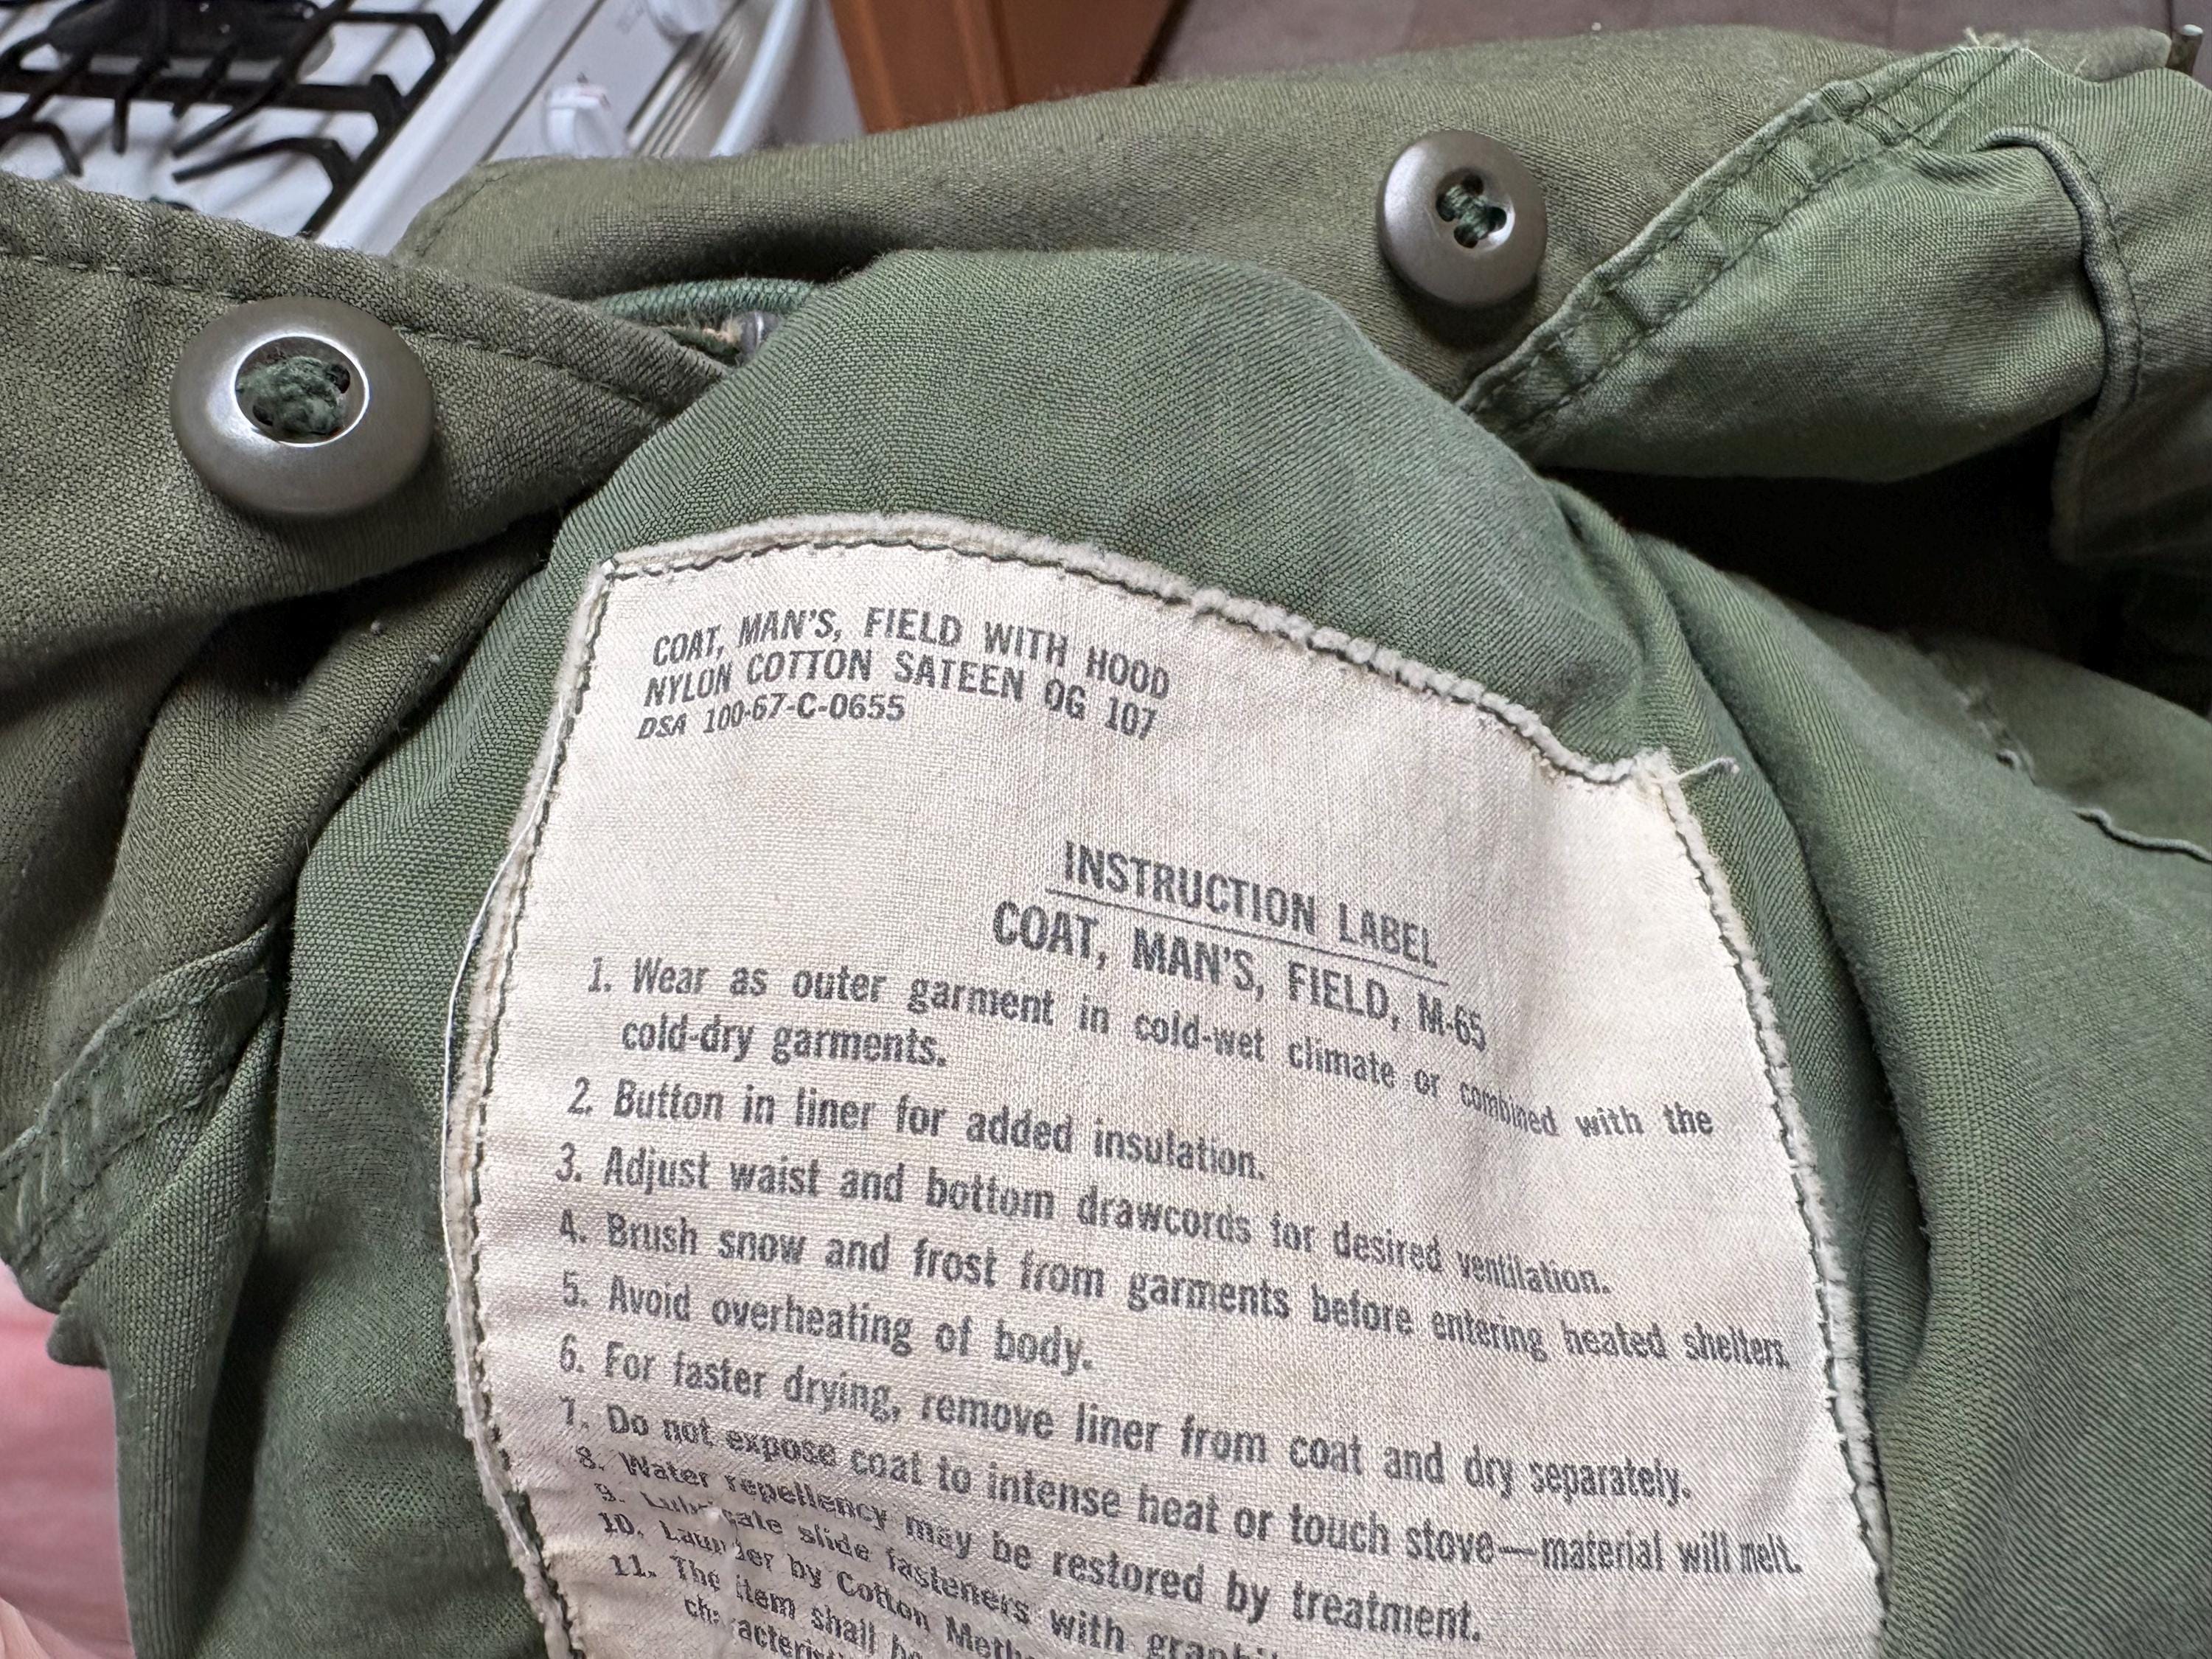 COAT, MAN'S, FIELD WITH HOOD
NYLON COTTON SATEEN OG 107
DSA 100-67-C-0655
INSTRUCTION LABEL
COAT, MAN'S, FIELD, M-65
1. Wear as outer garment in cold-wet climate or combined with the
cold-dry garments.
2. Button in liner for added insulation.
3. Adjust waist and bottom drawcords for desired ventilation.
4. Brush snow and frost from garments before entering heated shelters.
5. Avoid overheating of body.
6. For faster drying, remove liner from coat and dry separately.
7. Do not expose coat to intense heat or touch stove—material will melt.
8. Water repellency may be restored by treatment.
9. Lubricate slide fasteners with
10. Launder by Cotton
11. The item shall